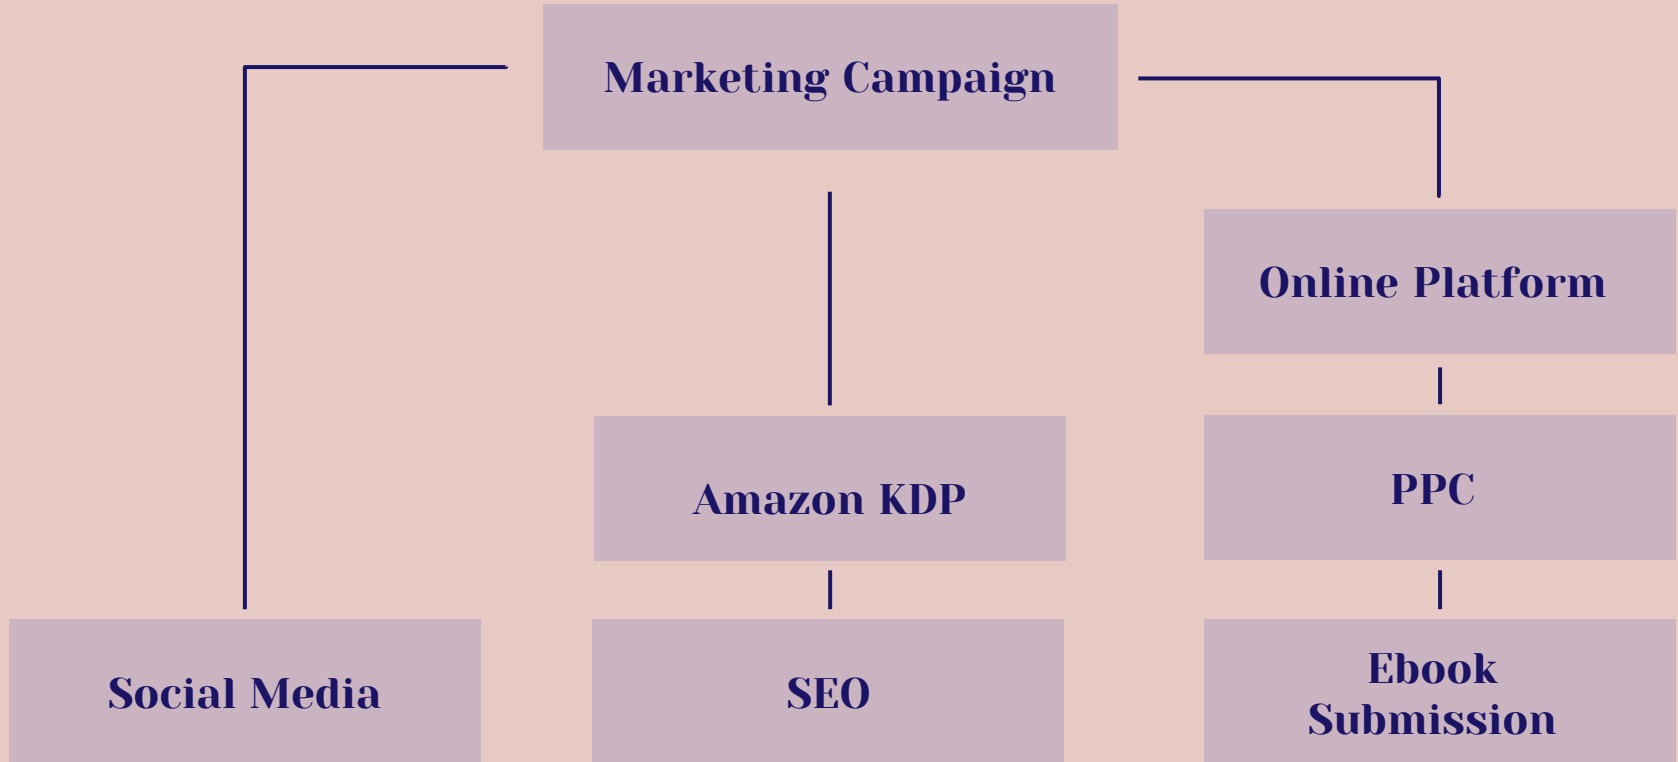 Marketing Campaign
Online Platform
Amazon KDP
PPC
Social Media
SEO
Ebook
Submission